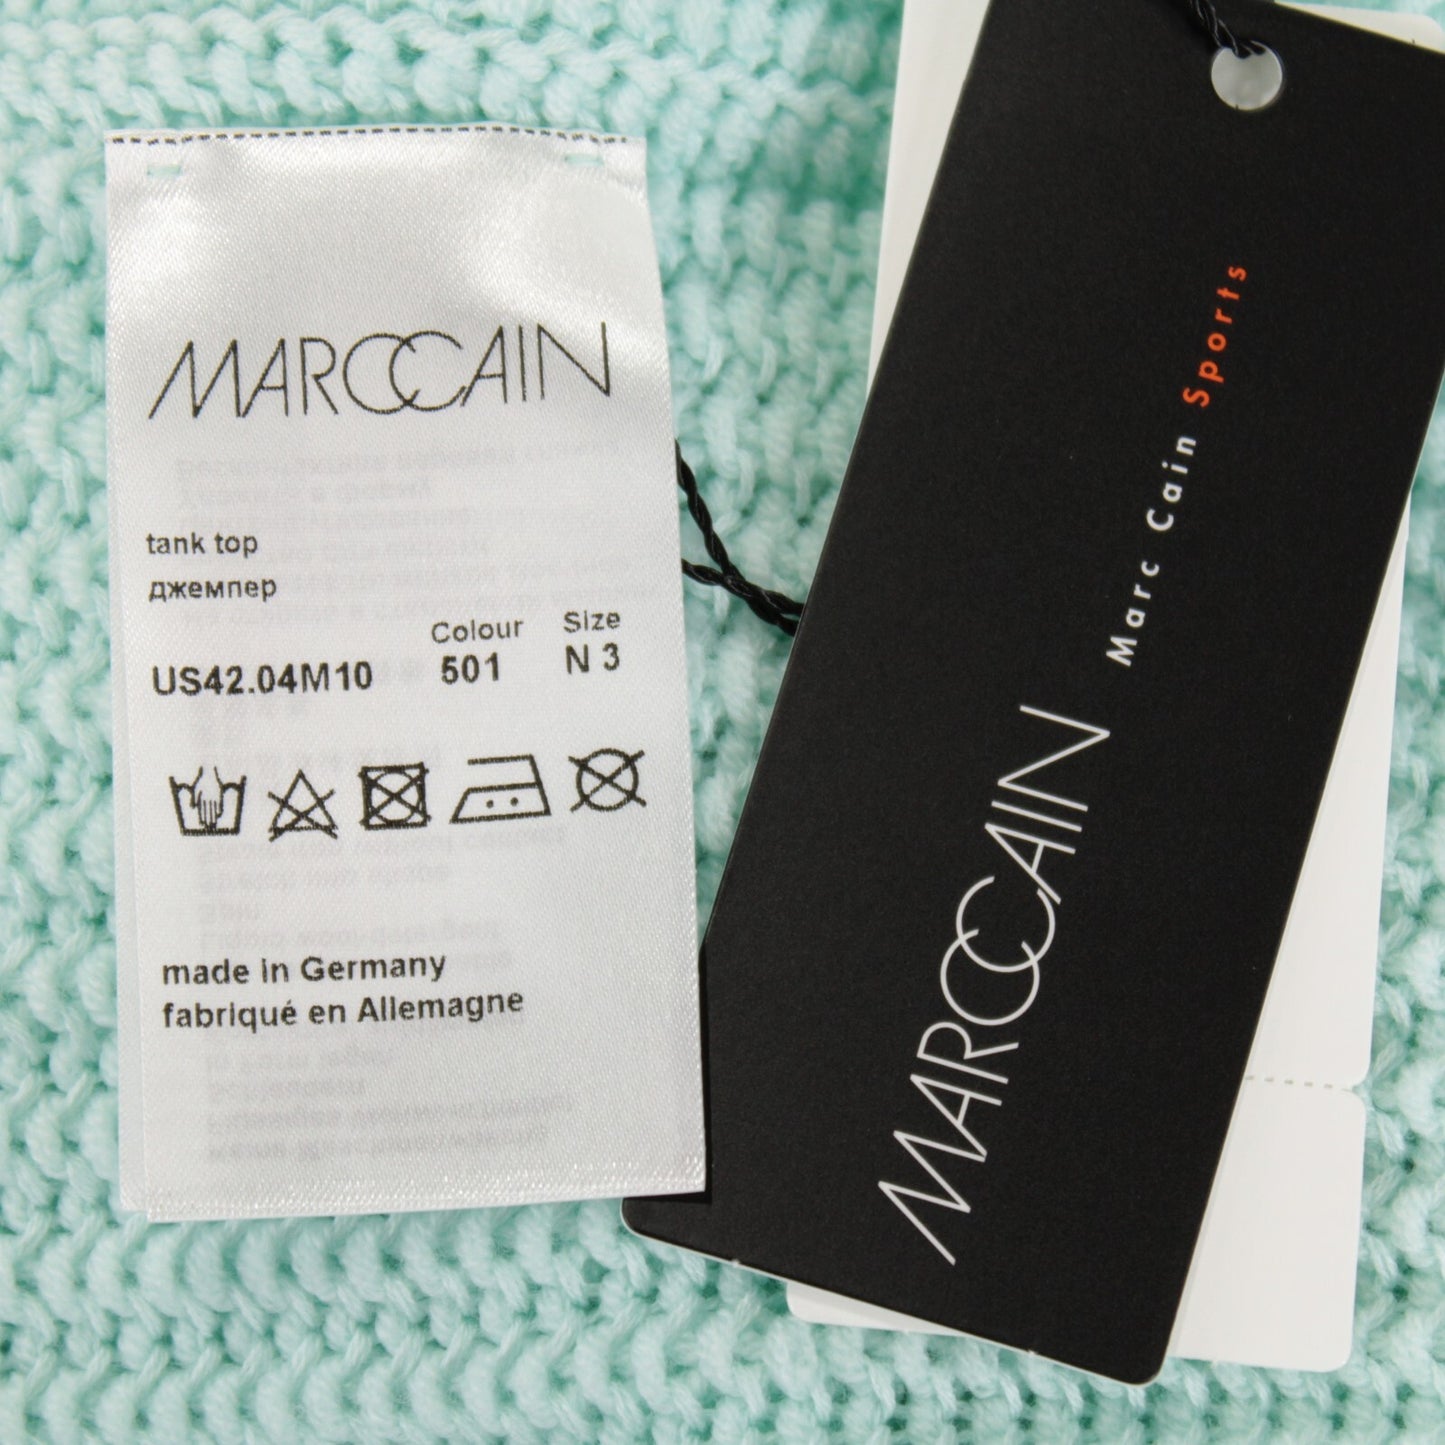 MARCCAIN
tank top
джемпер
Colour Size
US42.04M10 501 N 3
made in Germany
fabriqué en Allemagne
MARCCAIN
Marc Cain Sports